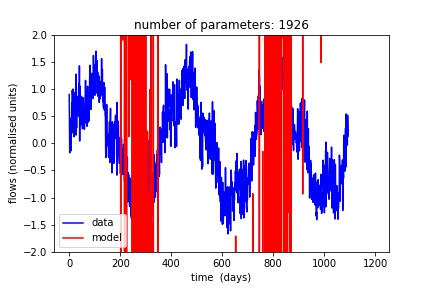 number of parameters: 1926
flows (normalised units)
2.0
1.5
1.0
0.5
0.0
−0.5
−1.0
−1.5
−2.0
data
model
0 200 400 600 800 1000 1200
time (days)